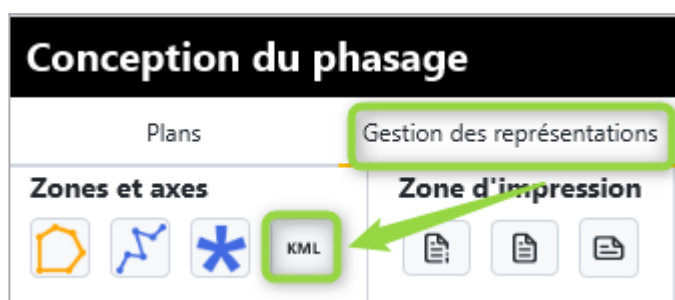 Conception du phasage
Plans
Gestion des représentations
Zones et axes
Zone d'impression
KML